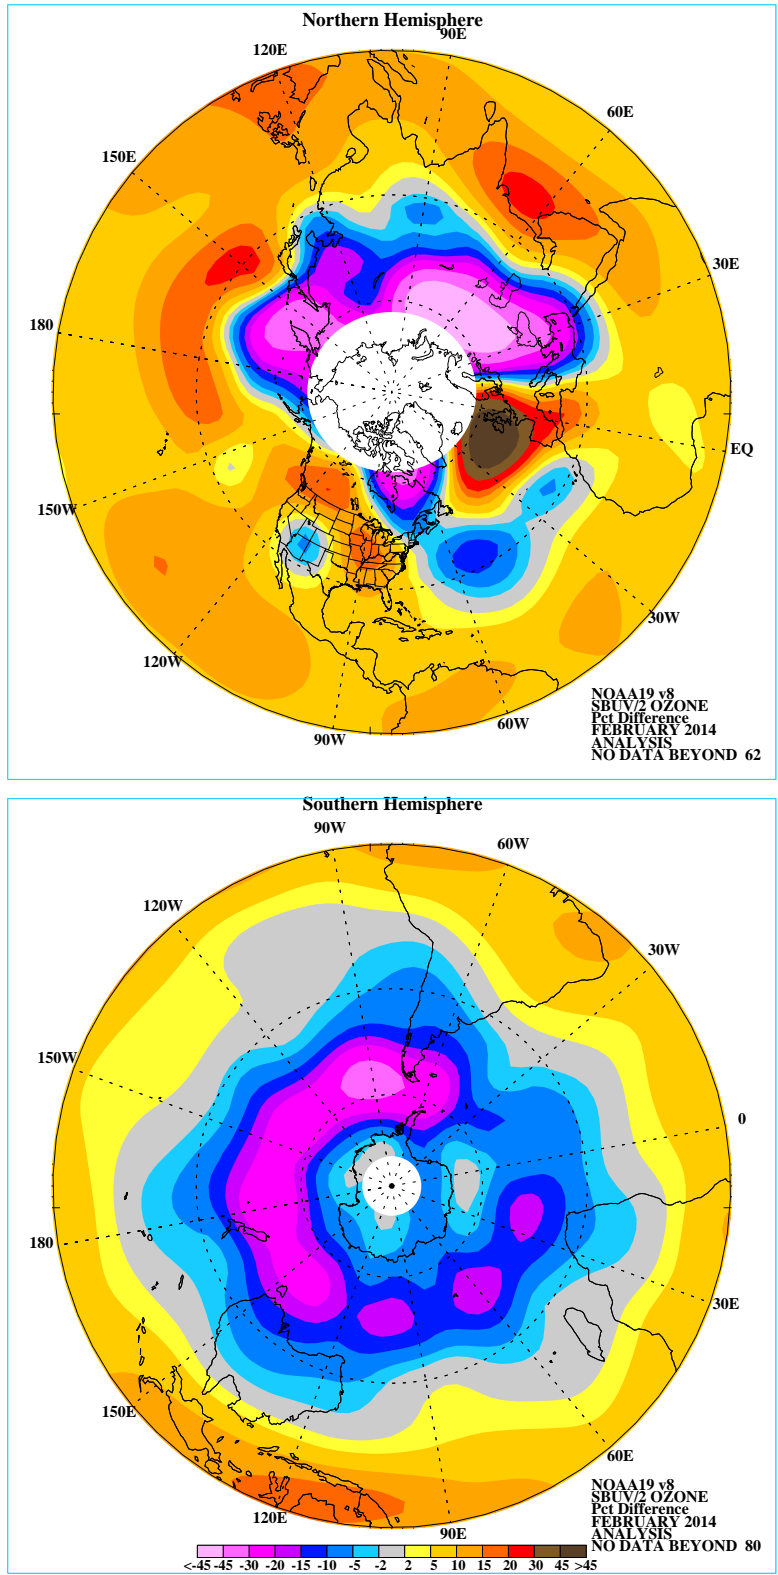 Northern Hemisphere
90E
120E
60E
150E
30E
180
EQ
150W
30W
120W
60W
90W
NOAA19 v8
SBUV/2 OZONE
Pct Difference
FEBRUARY 2014
ANALYSIS
NO DATA BEYOND 62
Southern Hemisphere
90W
60W
120W
30W
150W
0
180
30E
150E
60E
120E
90E
NOAA19 v8
SBUV/2 OZONE
Pct Difference
FEBRUARY 2014
ANALYSIS
NO DATA BEYOND 80
<-45 -45 -30 -20 -15 -10 -5 -2 2 5 10 15 20 30 45 >45